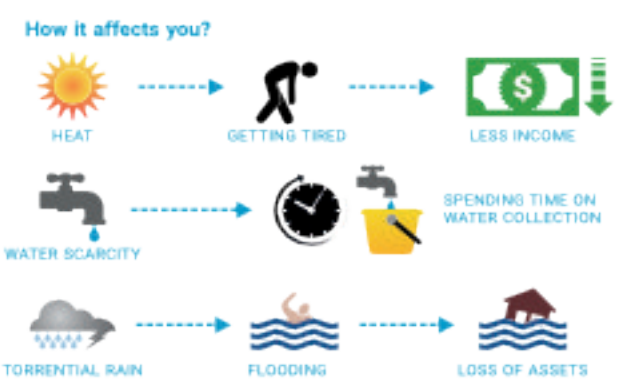 How it affects you?
HEAT
GETTING TIRED
$
LESS INCOME
WATER SCARCITY
SPENDING TIME ON
WATER COLLECTION
TORRENTIAL RAIN
FLOODING
LOSS OF ASSETS